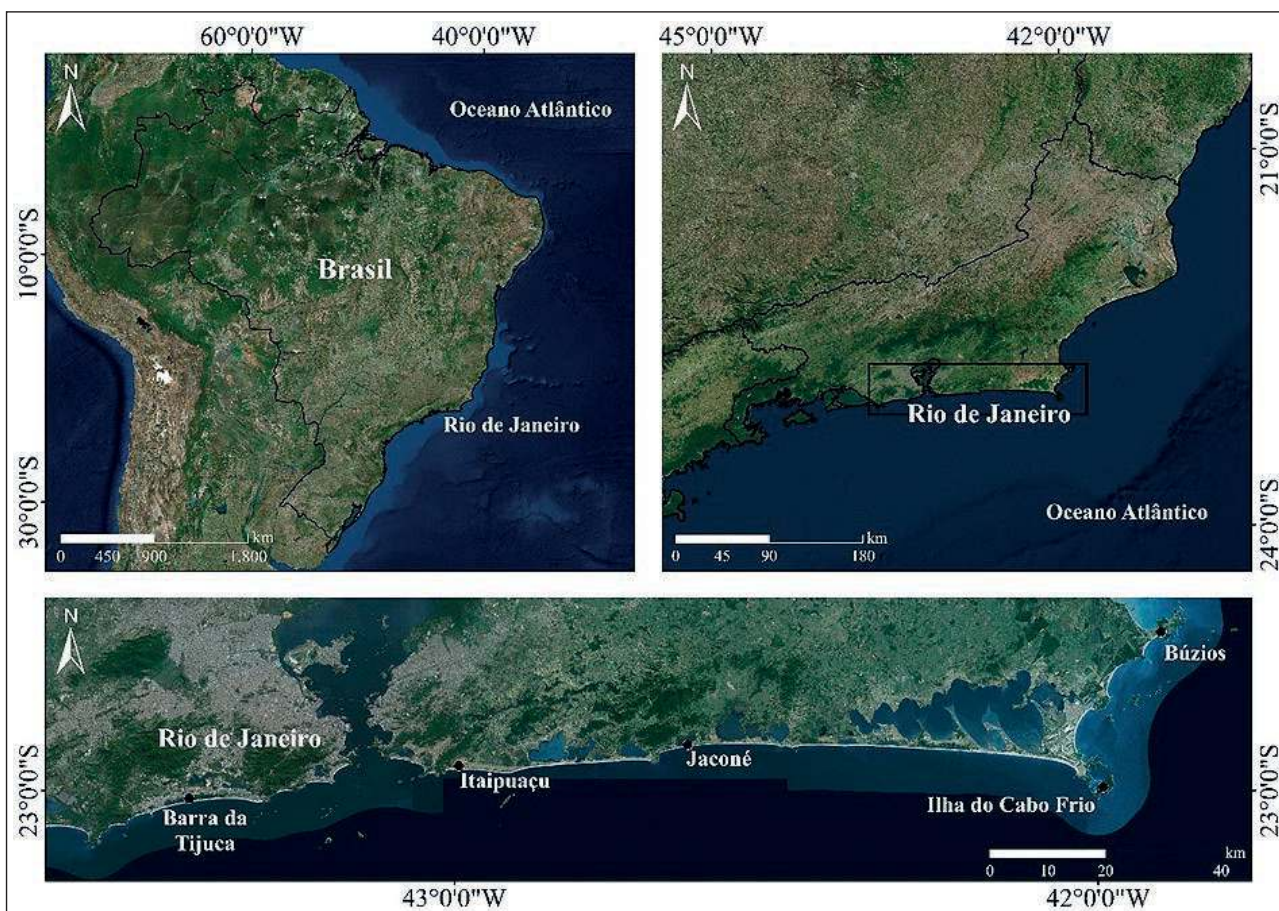 60°0'0"W
40°0'0"W
N
Oceano Atlântico
10°0'0"S
Brasil
Rio de Janeiro
30°0'0"S
km
0 450 900 1.800
45°0'0"W
42°0'0"W
N
21°0'0"S
Rio de Janeiro
Oceano Atlântico
km
0 45 90 180
24°0'0"S
N
Búzios
Rio de Janeiro
Jaconé
Itaipuaçu
Ilha do Cabo Frio
23°0'0"S
23°0'0"S
Barra da
Tijuca
km
0 10 20 40
43°0'0"W
42°0'0"W